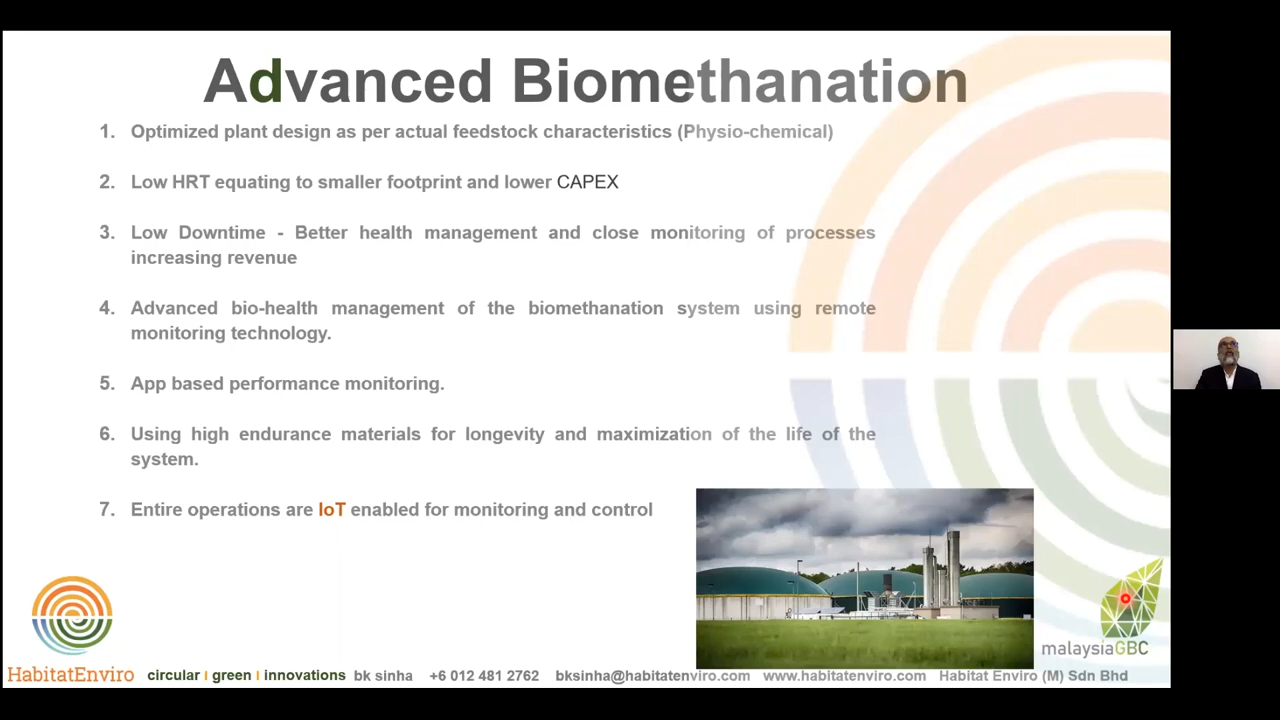 Advanced Biomethanation
1. Optimized plant design as per actual feedstock characteristics (Physio-chemical)
2. Low HRT equating to smaller footprint and lower CAPEX
3. Low Downtime - Better health management and close monitoring of processes
increasing revenue
4. Advanced bio-health management of the biomethanation system using remote
monitoring technology.
5. App based performance monitoring.
6. Using high endurance materials for longevity and maximization of the life of the
system.
7. Entire operations are IoT enabled for monitoring and control
malaysiaGBC
HabitatEnviro circular I green I innovations bk sinha +6 012 481 2762 bksinha@habitatenviro.com www.habitatenviro.com Habitat Enviro (M) Sdn Bhd